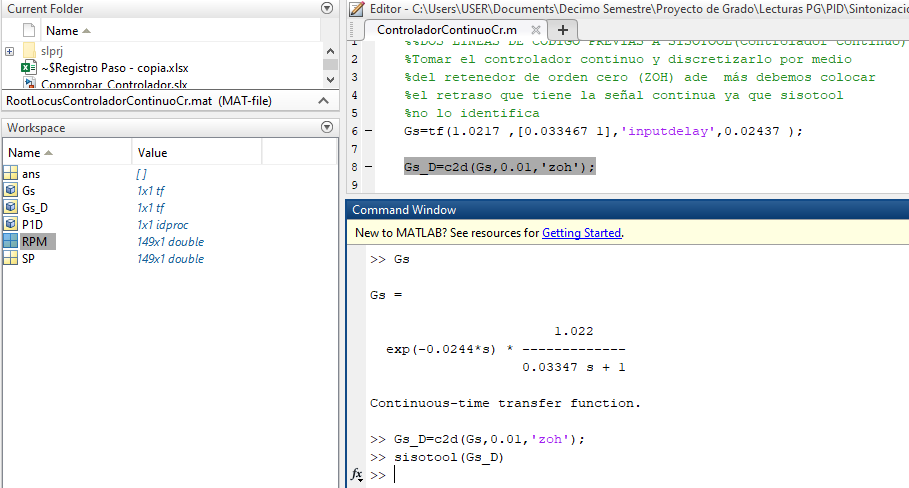 Current Folder
Name
slprj
~$Registro Paso - copia.xlsx
Comprobar_Controlador.slx
RootLocusControladorContinuoCr.mat (MAT-file)
Workspace
Name Value
ans []
Gs 1x1 tf
Gs_D 1x1 tf
P1D 1x1 idproc
RPM 149x1 double
SP 149x1 double
Editor - C:\Users\USER\Documents\Decimo Semestre\Proyecto de Grado\Lecturas PG\PID\Sintonizacio
ControladorContinuoCr.m +
1 %%DOS LINEAS DE CODIGO PREVIAS A SISOTOOL(controlador continuo)
2 %Tomar el controlador continuo y discretizarlo por medio
3 %del retenedor de orden cero (ZOH) ade más debemos colocar
4 %el retraso que tiene la señal continua ya que sisotool
5 %no lo identifica
6 – Gs=tf(1.0217 ,[0.033467 1],'inputdelay',0.02437 );
7
8 – Gs_D=c2d(Gs,0.01,'zoh');
9
Command Window
New to MATLAB? See resources for Getting Started.
>> Gs
Gs =
1.022
exp(-0.0244*s) * -------------
0.03347 s + 1
Continuous-time transfer function.
>> Gs_D=c2d(Gs,0.01,'zoh');
>> sisotool(Gs_D)
fx >>